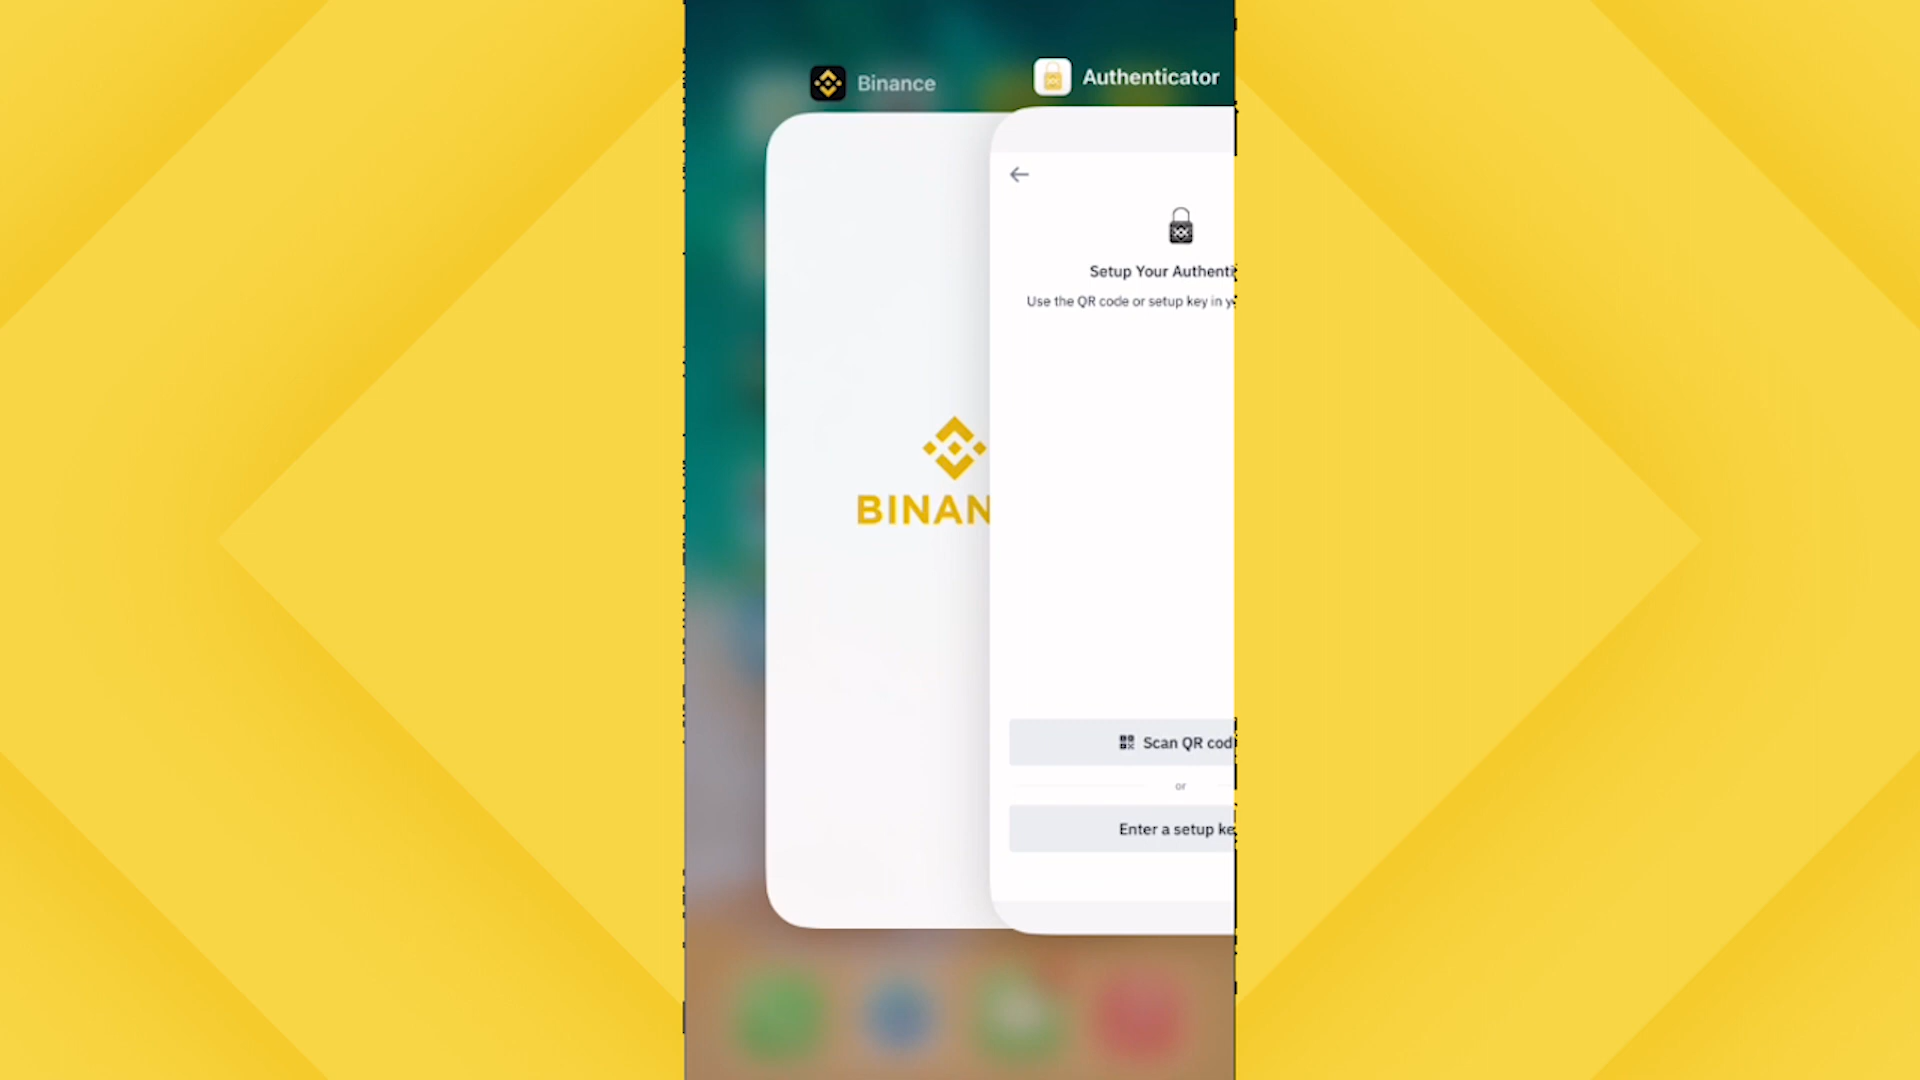 Binance
Authenticator
Setup Your Authenti
Use the QR code or setup key in y
BINAN
Scan QR cod
or
Enter a setup ke